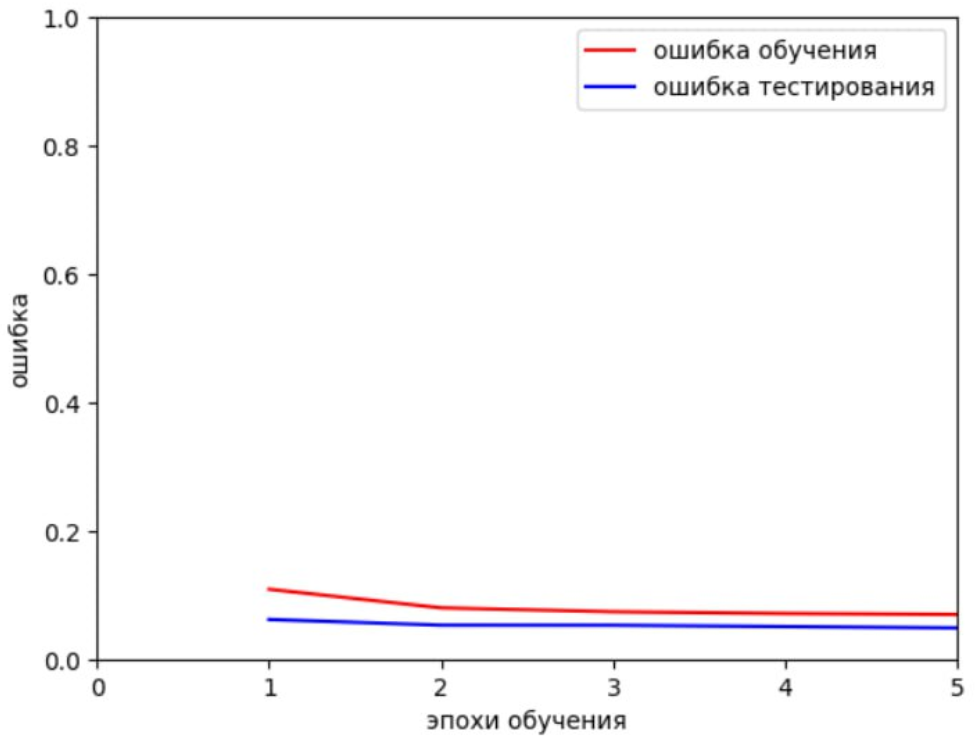 1.0
ошибка обучения
ошибка тестирования
0.8
0.6
ошибка
0.4
0.2
0.0
0 1 2 3 4 5
эпохи обучения